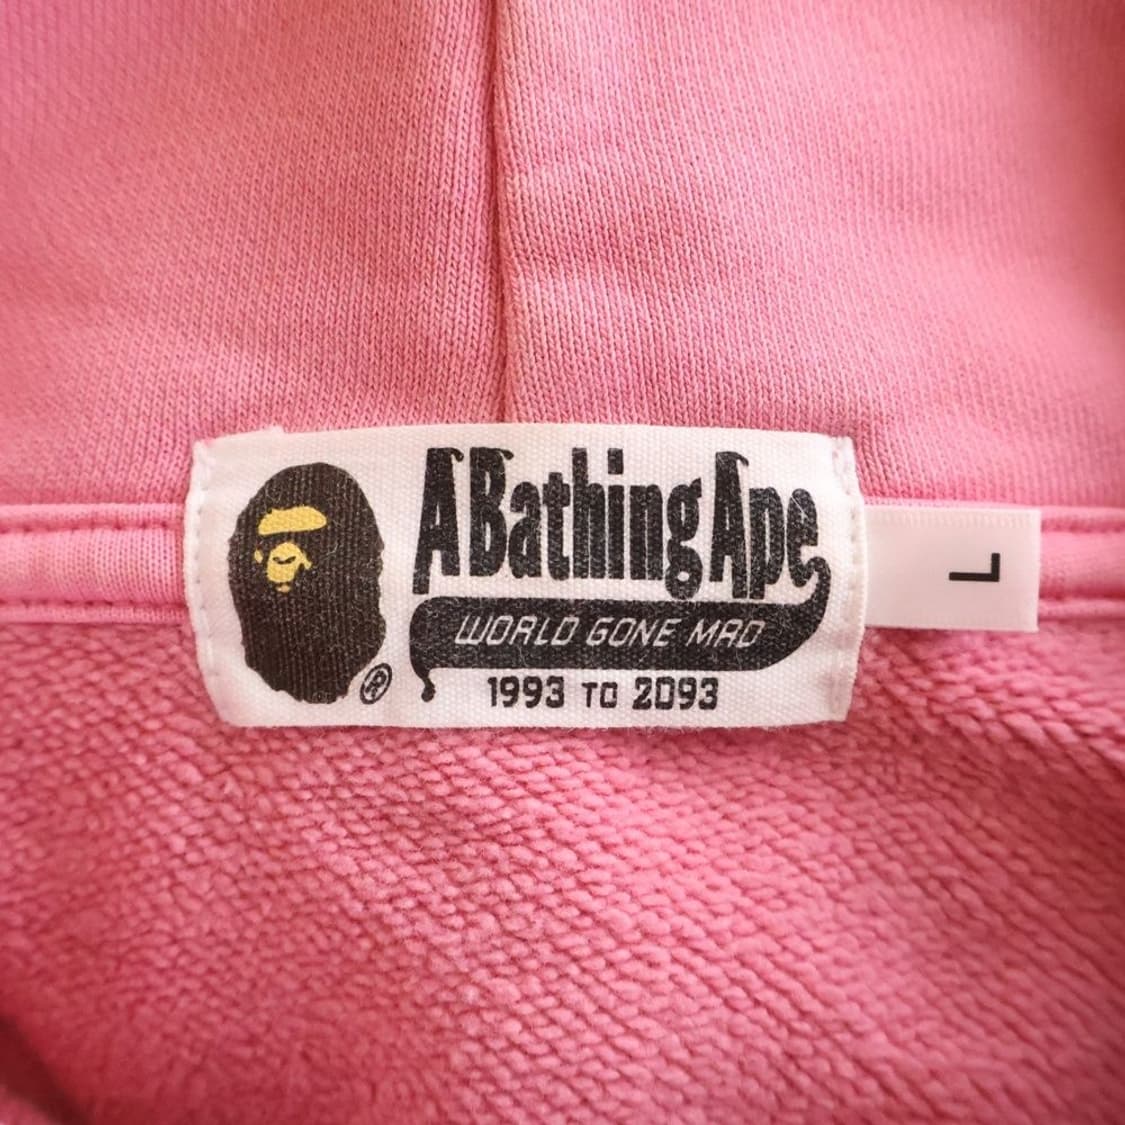 A Bathing Ape
WORLD GONE MAD
1993 TO 2093
®
L